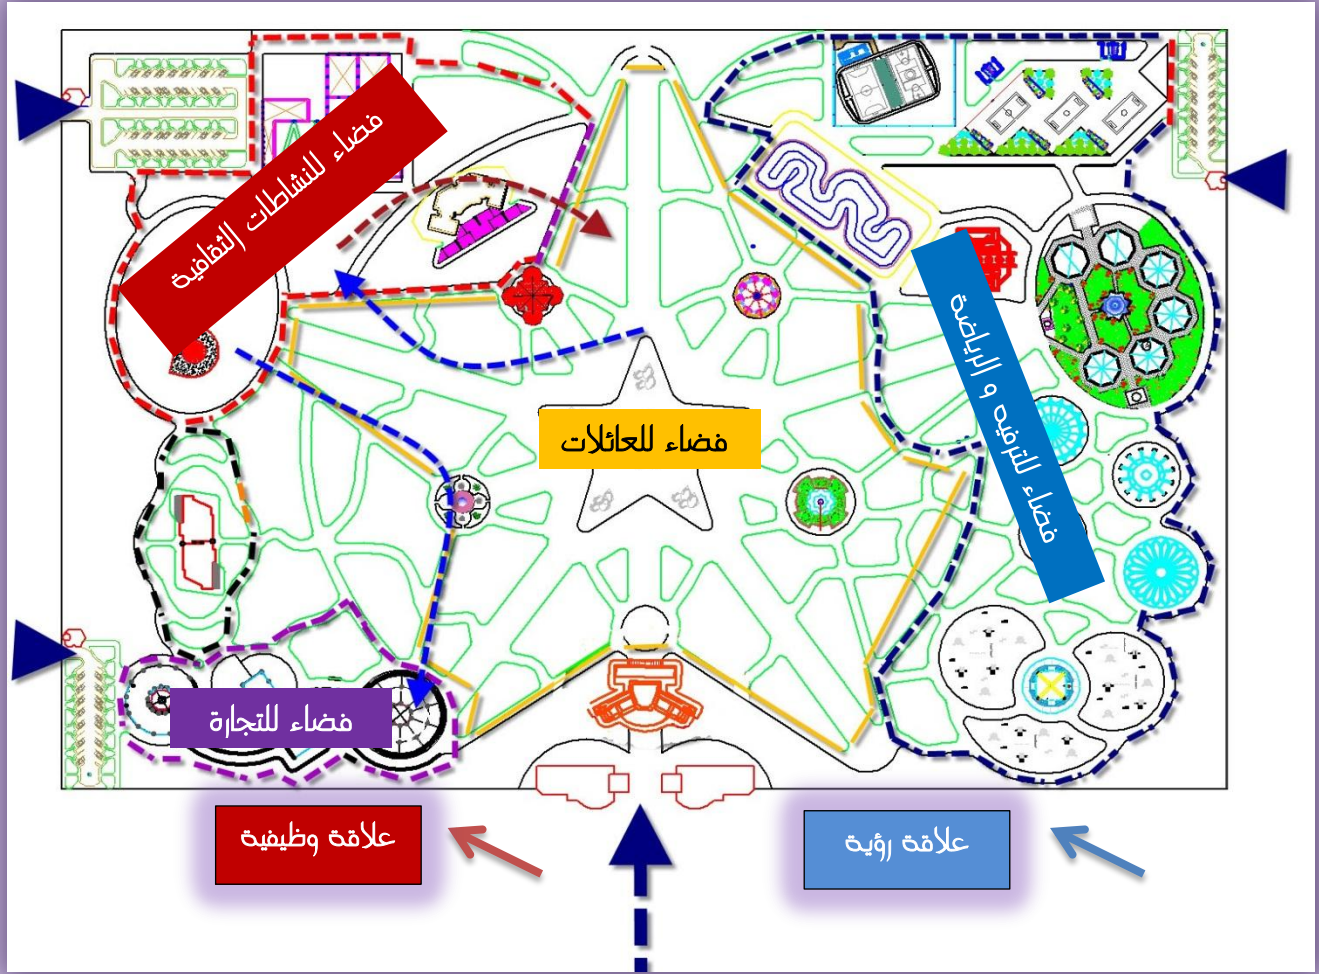 فضاء للنشاطات الثقافية
فضاء للترفيه و الرياضة
فضاء للعائلات
فضاء للتجارة
علاقة وظيفية
علاقة رؤية